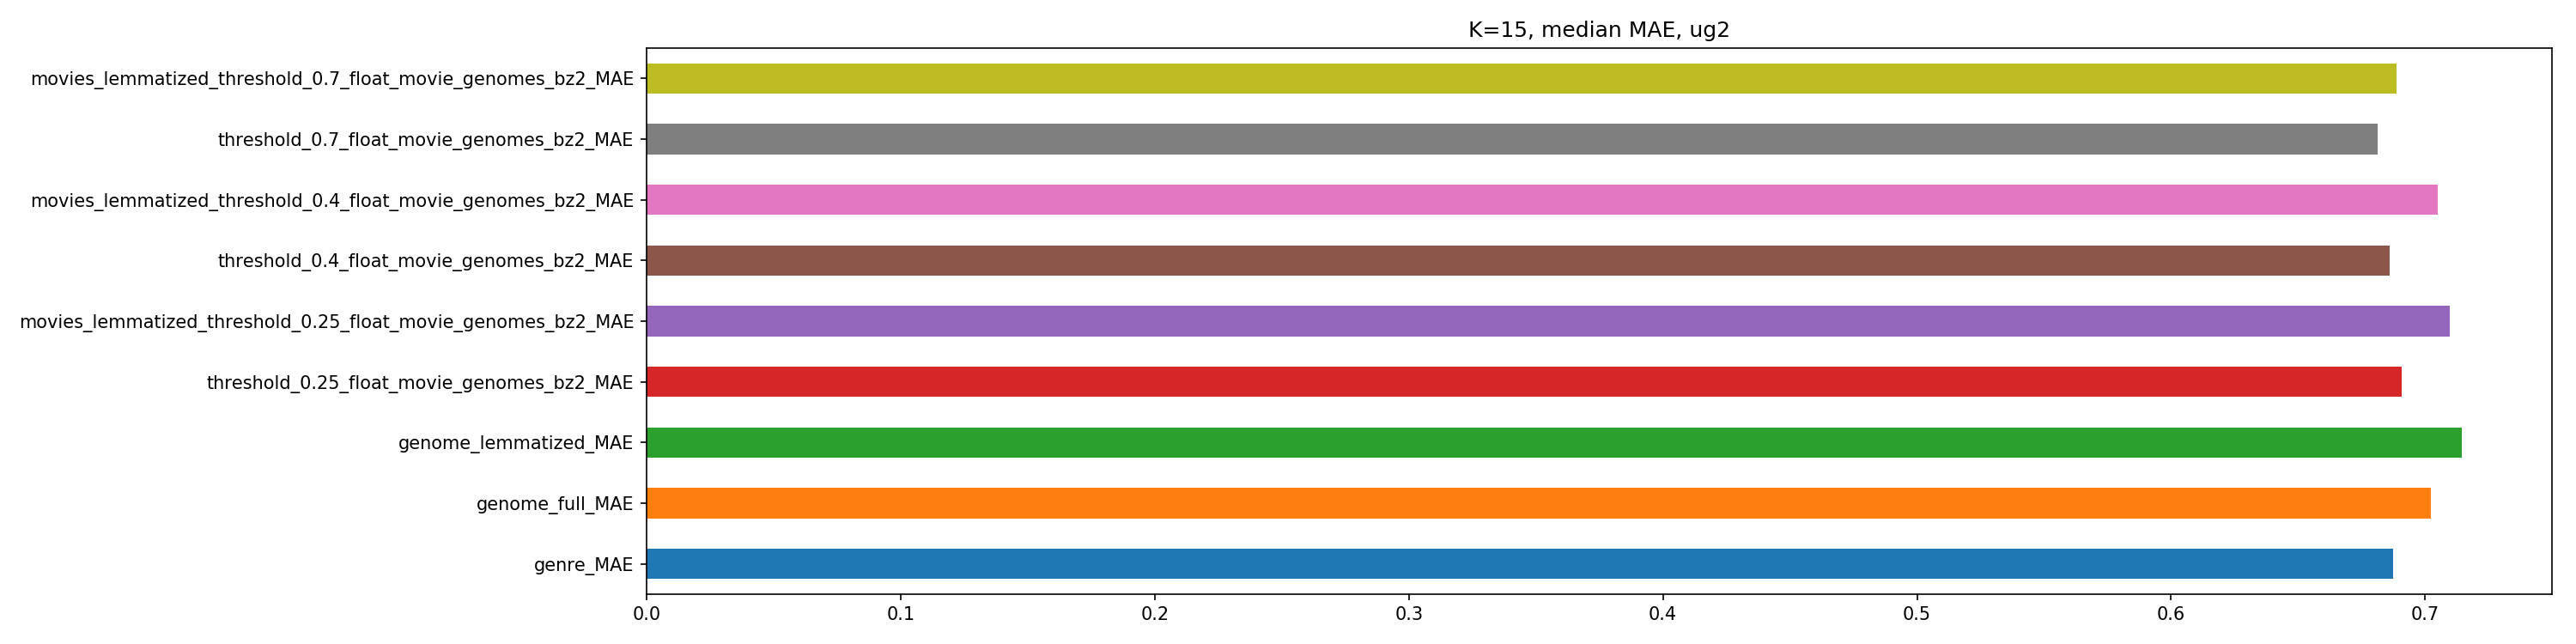 K=15, median MAE, ug2
movies_lemmatized_threshold_0.7_float_movie_genomes_bz2_MAE
threshold_0.7_float_movie_genomes_bz2_MAE
movies_lemmatized_threshold_0.4_float_movie_genomes_bz2_MAE
threshold_0.4_float_movie_genomes_bz2_MAE
movies_lemmatized_threshold_0.25_float_movie_genomes_bz2_MAE
threshold_0.25_float_movie_genomes_bz2_MAE
genome_lemmatized_MAE
genome_full_MAE
genre_MAE
0.0 0.1 0.2 0.3 0.4 0.5 0.6 0.7